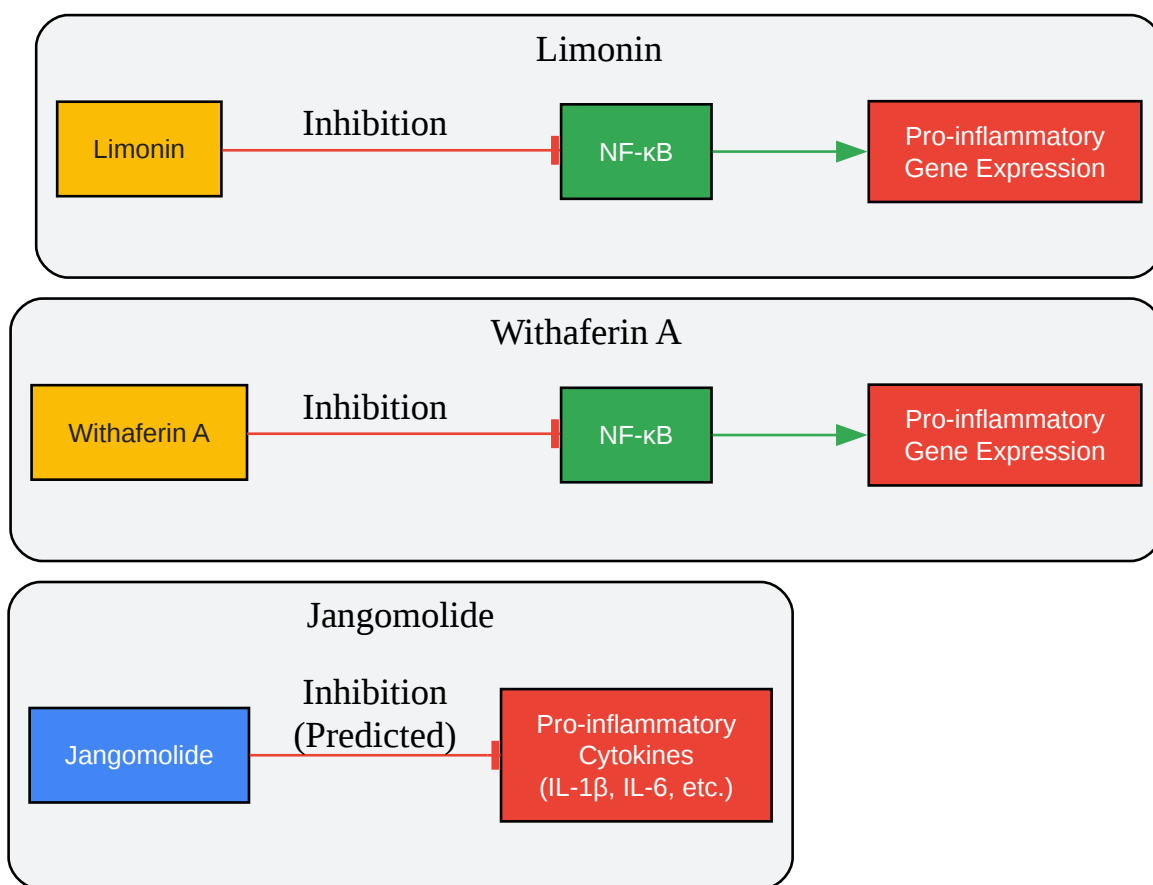 Limonin
Limonin
Inhibition
NF-κB
Pro-inflammatory
Gene Expression
Withaferin A
Withaferin A
Inhibition
NF-κB
Pro-inflammatory
Gene Expression
Jangomolide
Jangomolide
Inhibition
(Predicted)
Pro-inflammatory
Cytokines
(IL-1β, IL-6, etc.)